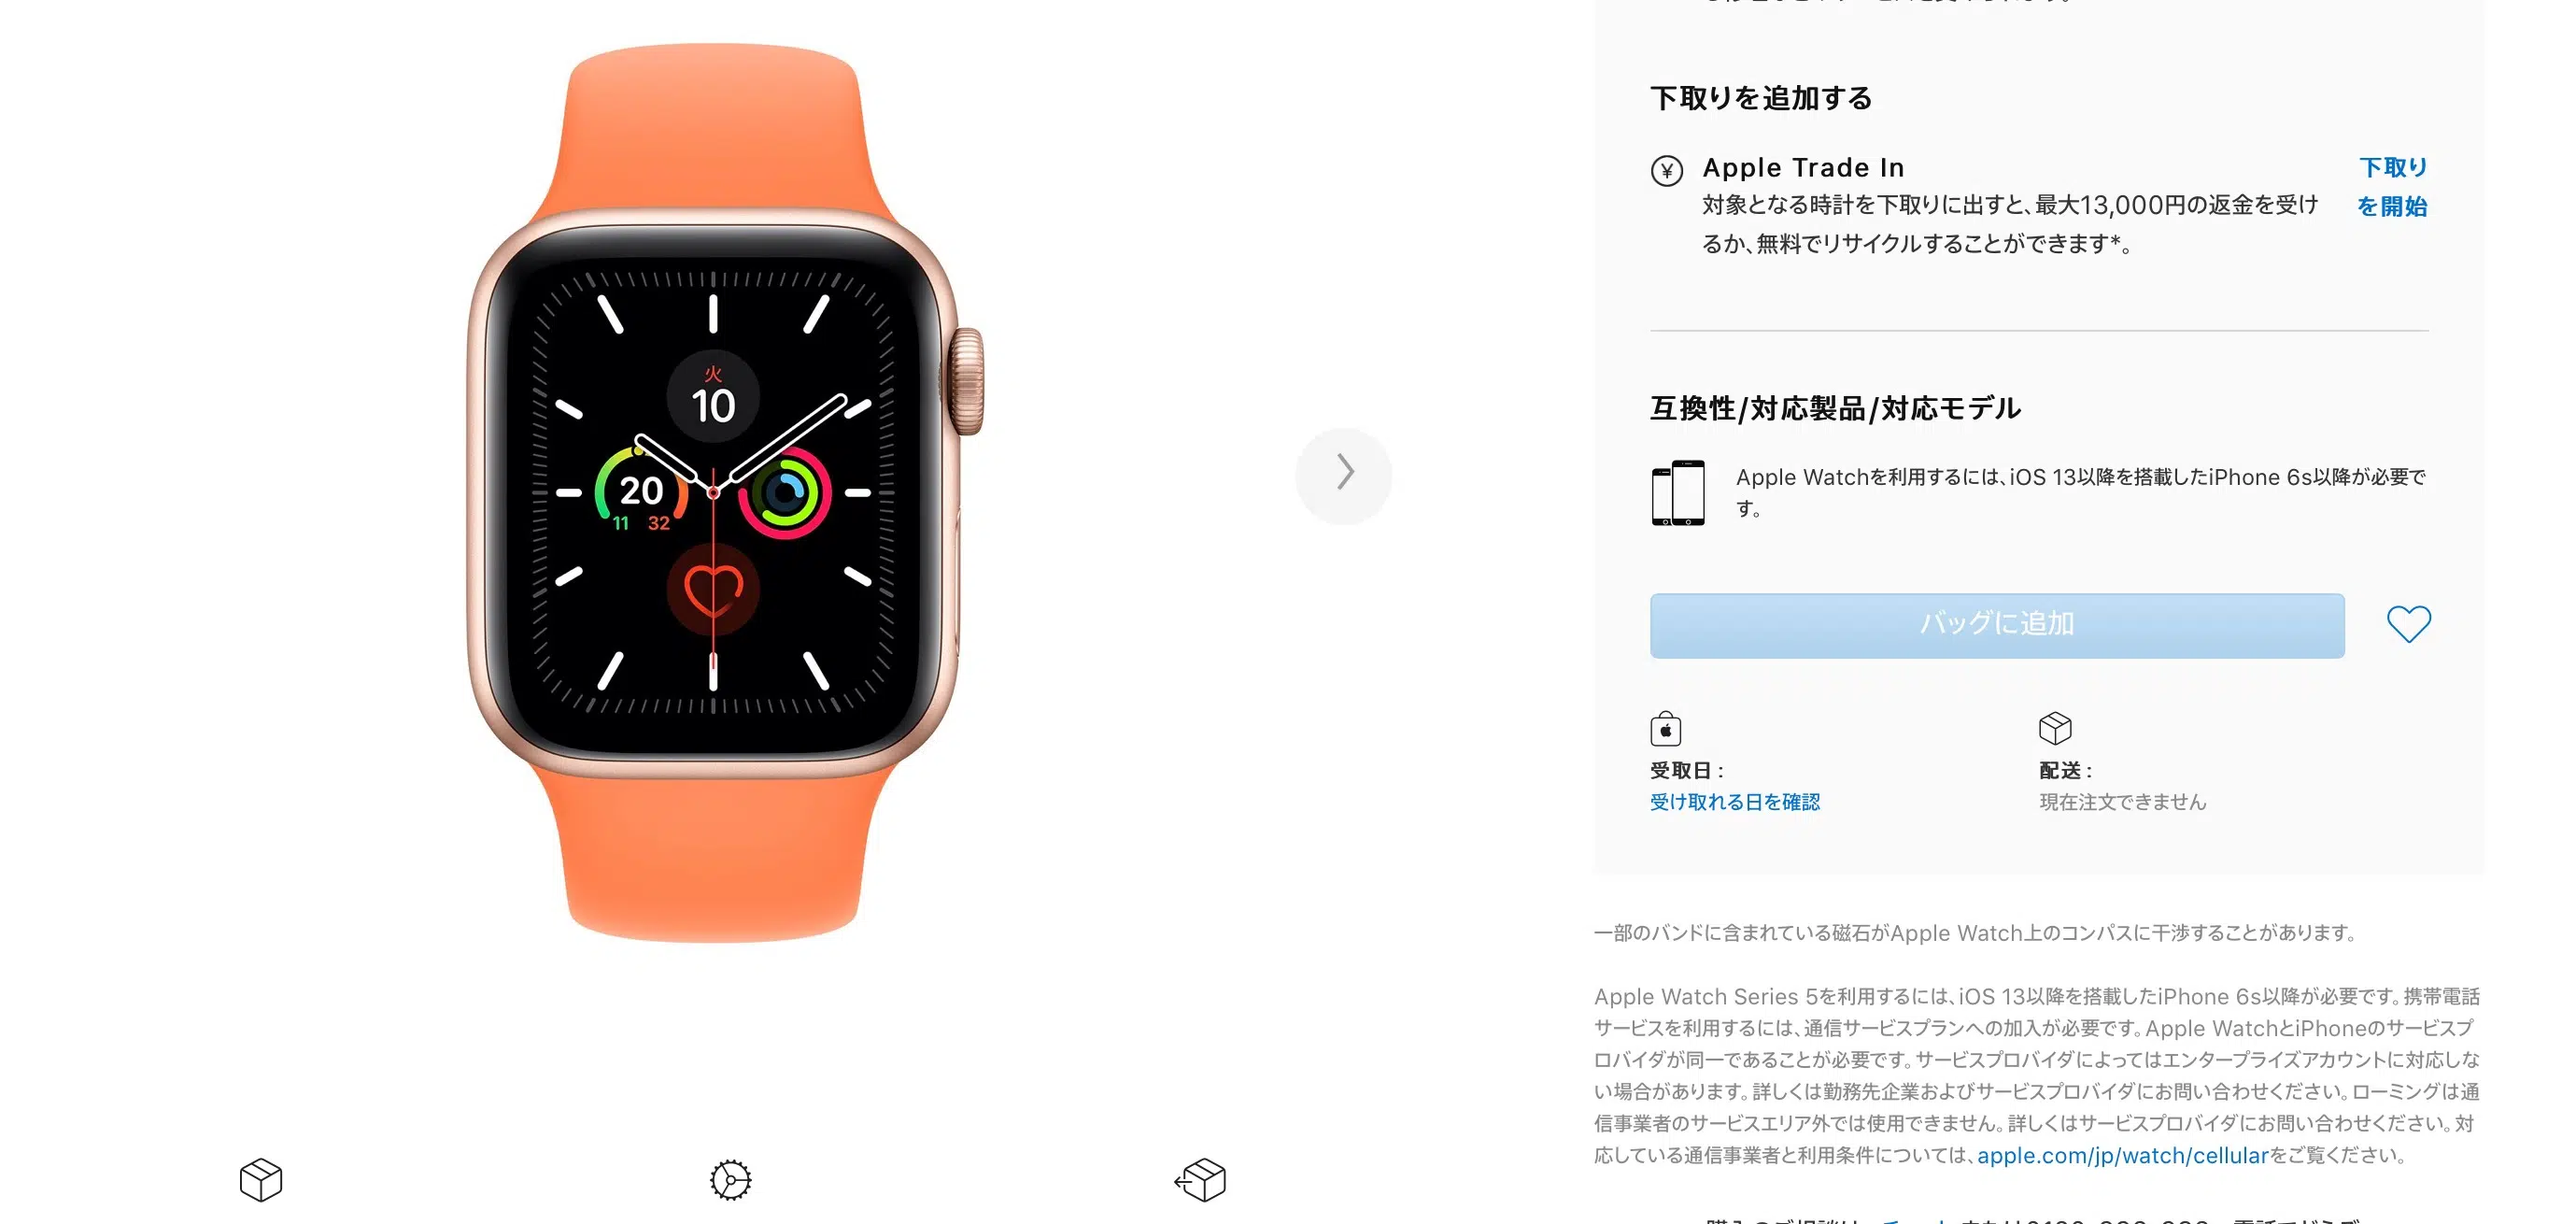 火
10
20
11 32
下取りを追加する
Apple Trade In
対象となる時計を下取りに出すと、最大13,000円の返金を受け
るか、無料でリサイクルすることができます*。
下取り
を開始
互換性/対応製品/対応モデル
Apple Watchを利用するには、iOS 13以降を搭載したiPhone 6s以降が必要で
す。
バッグに追加
受取日：
受け取れる日を確認
配送：
現在注文できません
一部のバンドに含まれている磁石がApple Watch上のコンパスに干渉することがあります。
Apple Watch Series 5を利用するには、iOS 13以降を搭載したiPhone 6s以降が必要です。携帯電話
サービスを利用するには、通信サービスプランへの加入が必要です。Apple WatchとiPhoneのサービスプ
ロバイダが同一であることが必要です。サービスプロバイダによってはエンタープライズアカウントに対応しな
い場合があります。詳しくは勤務先企業およびサービスプロバイダにお問い合わせください。ローミングは通
信事業者のサービスエリア外では使用できません。詳しくはサービスプロバイダにお問い合わせください。対
応している通信事業者と利用条件については、apple.com/jp/watch/cellularをご覧ください。